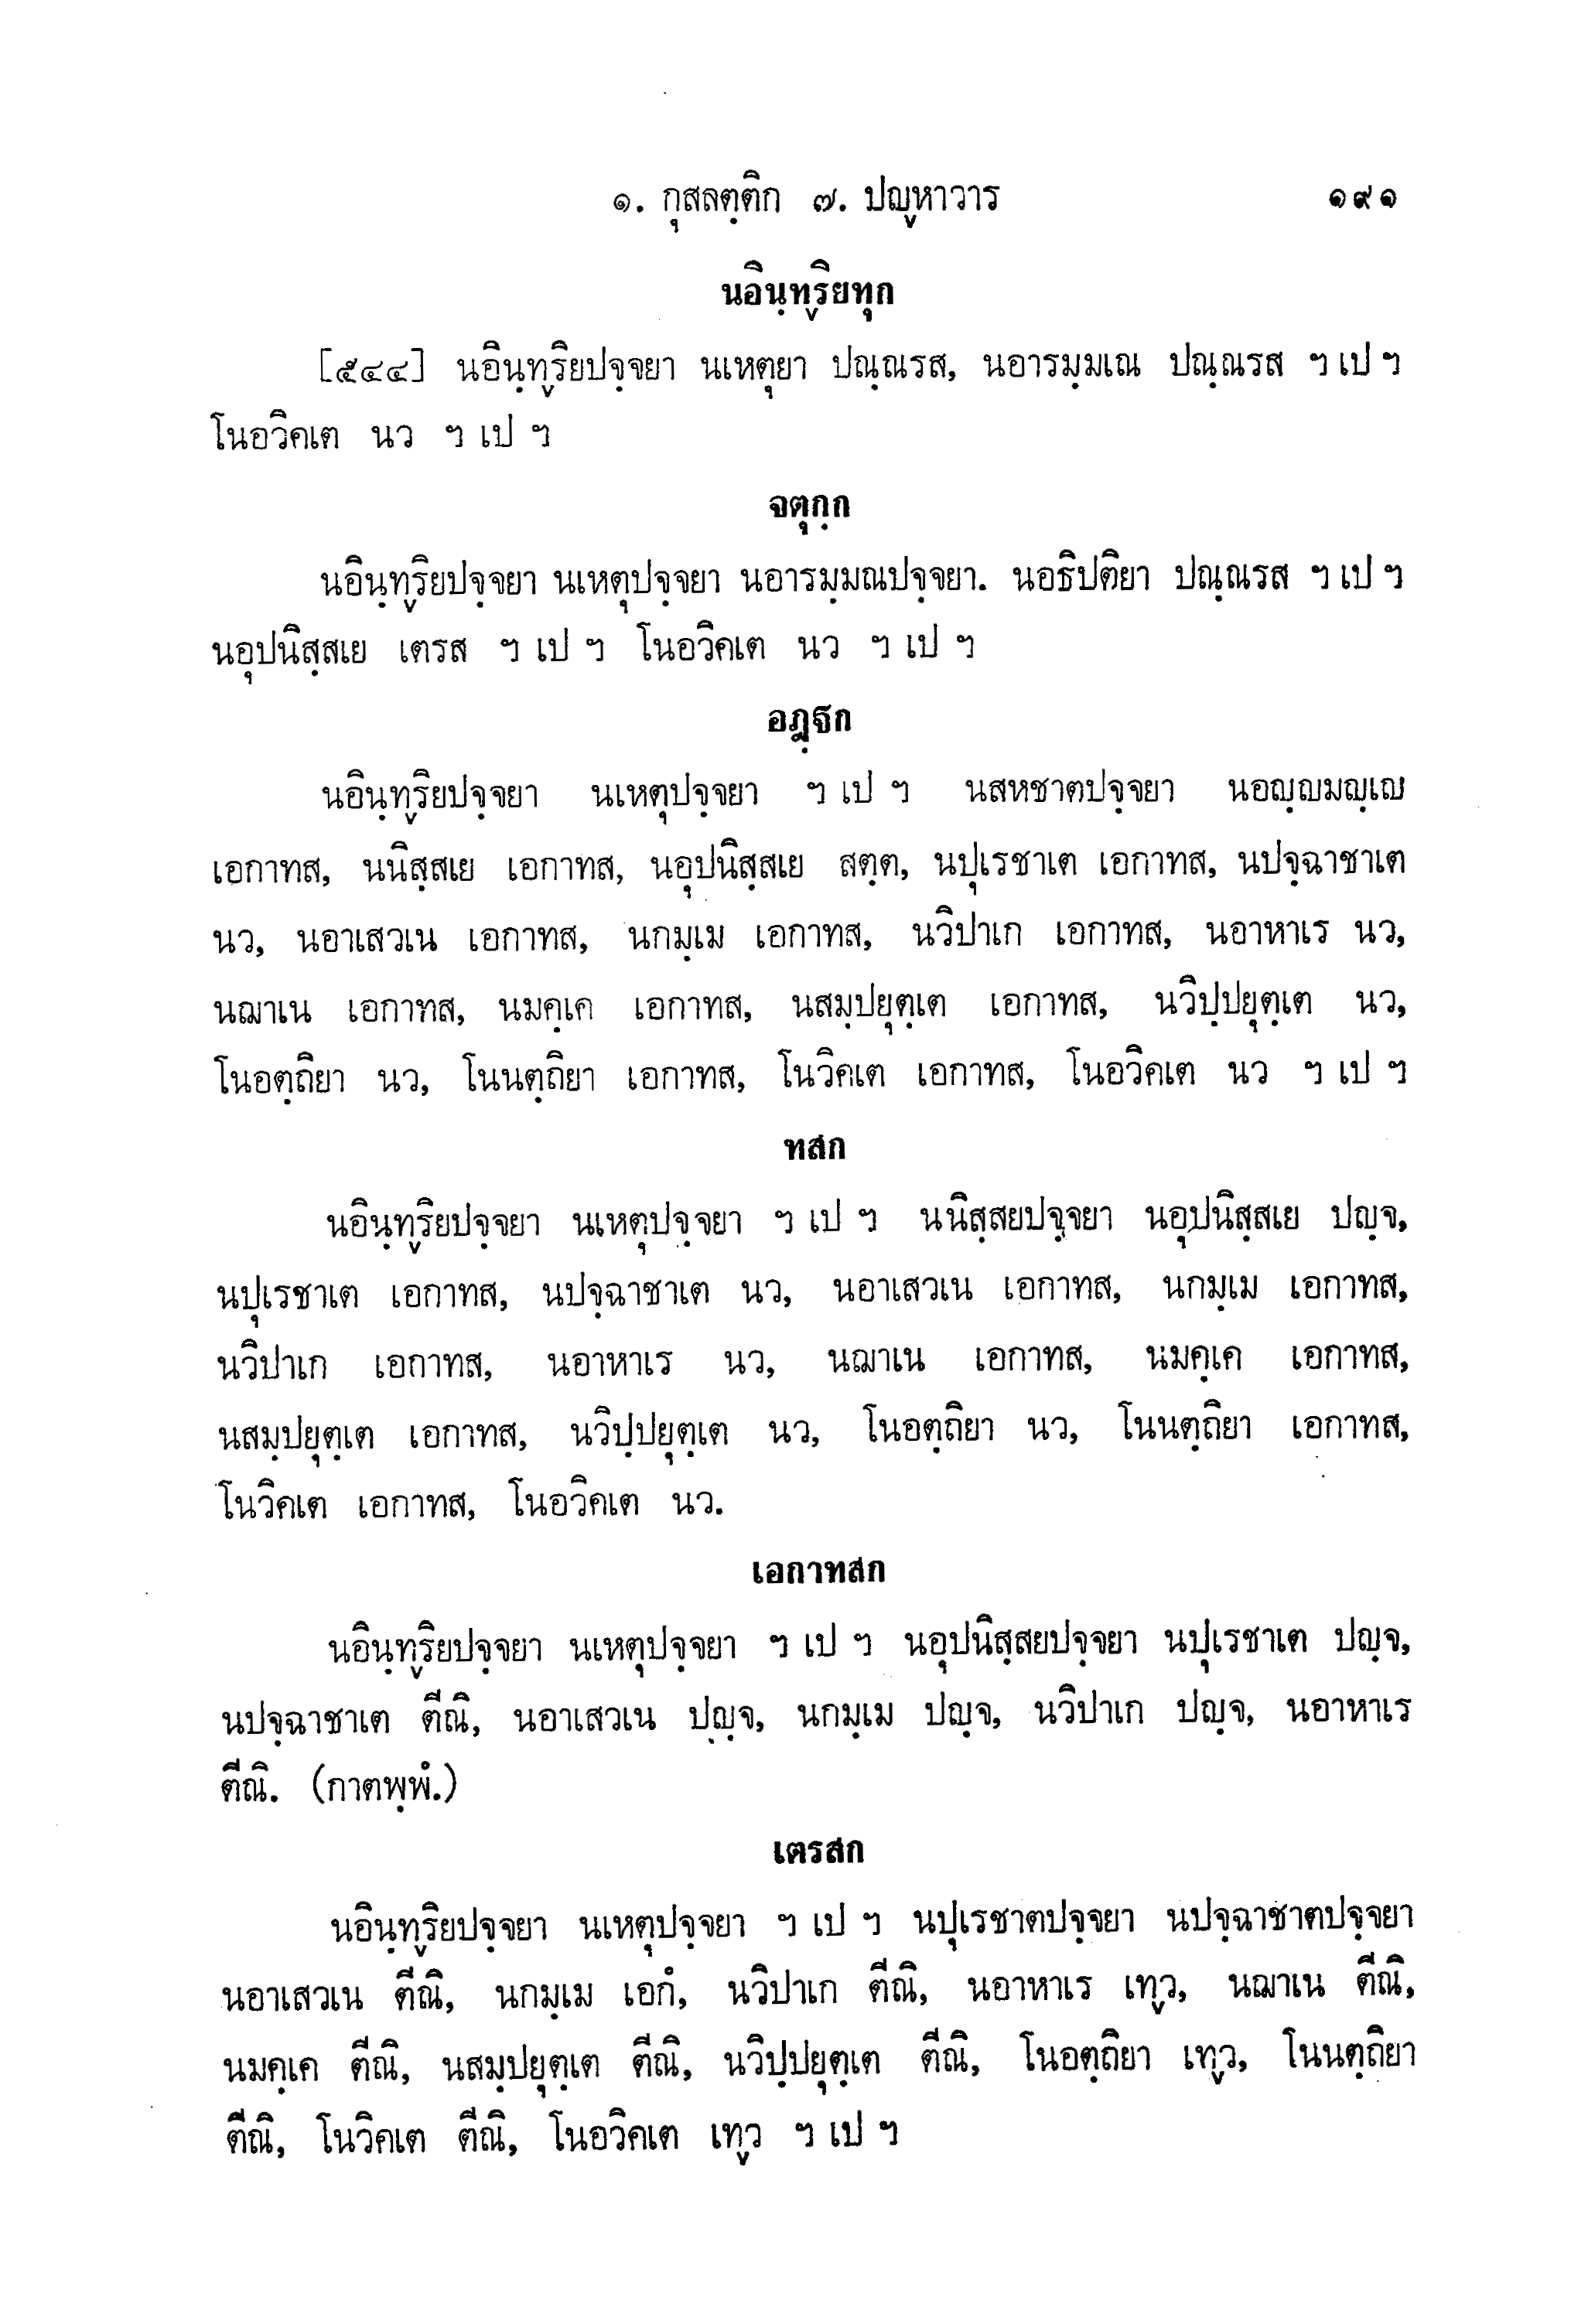 ๑. กุสลตฺติก ๗. ปญฺหาวาร ๑๙๑
นอินฺทฺริยทุก
[๕๔๔] นอินฺทฺริยปจฺจยา นเหตุยา ปณฺณรส, นอารมฺมเณ ปณฺณรส ฯ เป ฯ
โนอวิคเต นว ฯ เป ฯ
จตุกฺก
นอินฺทฺริยปจฺจยา นเหตุปจฺจยา นอารมฺมณปจฺจยา. นอธิปติยา ปณฺณรส ฯ เป ฯ
นอุปนิสฺสเย เตรส ฯ เป ฯ โนอวิคเต นว ฯ เป ฯ
อฏฺฐก
นอินฺทฺริยปจฺจยา นเหตุปจฺจยา ฯ เป ฯ นสหชาตปจฺจยา นอญฺญมญฺเญ
เอกาทส, นนิสฺสเย เอกาทส, นอุปนิสฺสเย สตฺต, นปุเรชาเต เอกาทส, นปจฺฉาชาเต
นว, นอาเสวเน เอกาทส, นกมฺเม เอกาทส, นวิปาเก เอกาทส, นอาหาเร นว,
นฌาเน เอกาทส, นมคฺเค เอกาทส, นสมฺปยุตฺเต เอกาทส, นวิปฺปยุตฺเต นว,
โนอตฺถิยา นว, โนนตฺถิยา เอกาทส, โนวิคเต เอกาทส, โนอวิคเต นว ฯ เป ฯ
ทสก
นอินฺทฺริยปจฺจยา นเหตุปจฺจยา ฯ เป ฯ นนิสฺสยปจฺจยา นอุปนิสฺสเย ปญฺจ,
นปุเรชาเต เอกาทส, นปจฺฉาชาเต นว, นอาเสวเน เอกาทส, นกมฺเม เอกาทส,
นวิปาเก เอกาทส, นอาหาเร นว, นฌาเน เอกาทส, นมคฺเค เอกาทส,
นสมฺปยุตฺเต เอกาทส, นวิปฺปยุตฺเต นว, โนอตฺถิยา นว, โนนตฺถิยา เอกาทส,
โนวิคเต เอกาทส, โนอวิคเต นว.
เอกาทสก
นอินฺทฺริยปจฺจยา นเหตุปจฺจยา ฯ เป ฯ นอุปนิสฺสยปจฺจยา นปุเรชาเต ปญฺจ,
นปจฺฉาชาเต ตีณิ, นอาเสวเน ปญฺจ, นกมฺเม ปญฺจ, นวิปาเก ปญฺจ, นอาหาเร
ตีณิ. (กาตพฺพํ.)
เตรสก
นอินฺทฺริยปจฺจยา นเหตุปจฺจยา ฯ เป ฯ นปุเรชาตปจฺจยา นปจฺฉาชาตปจฺจยา
นอาเสวเน ตีณิ, นกมฺเม เอกํ, นวิปาเก ตีณิ, นอาหาเร เทฺว, นฌาเน ตีณิ,
นมคฺเค ตีณิ, นสมฺปยุตฺเต ตีณิ, นวิปฺปยุตฺเต ตีณิ, โนอตฺถิยา เทฺว, โนนตฺถิยา
ตีณิ, โนวิคเต ตีณิ, โนอวิคเต เทฺว ฯ เป ฯ